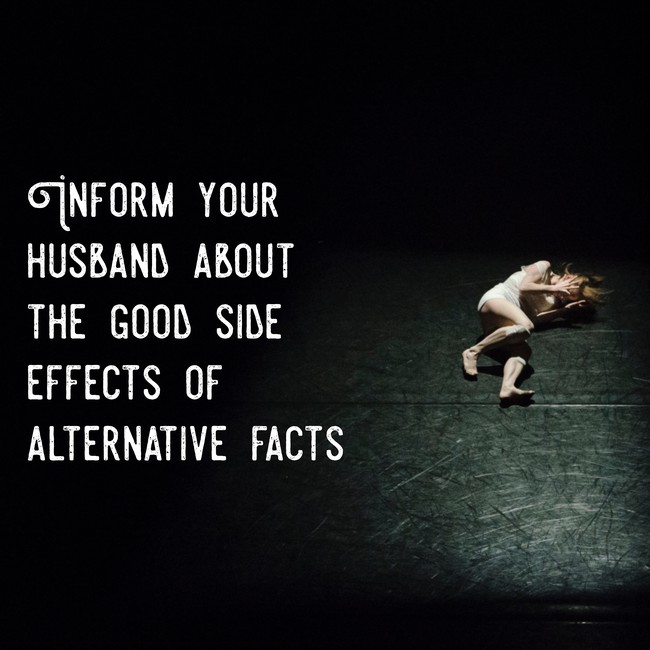 Inform your
husband about
the good side
effects of
alternative facts